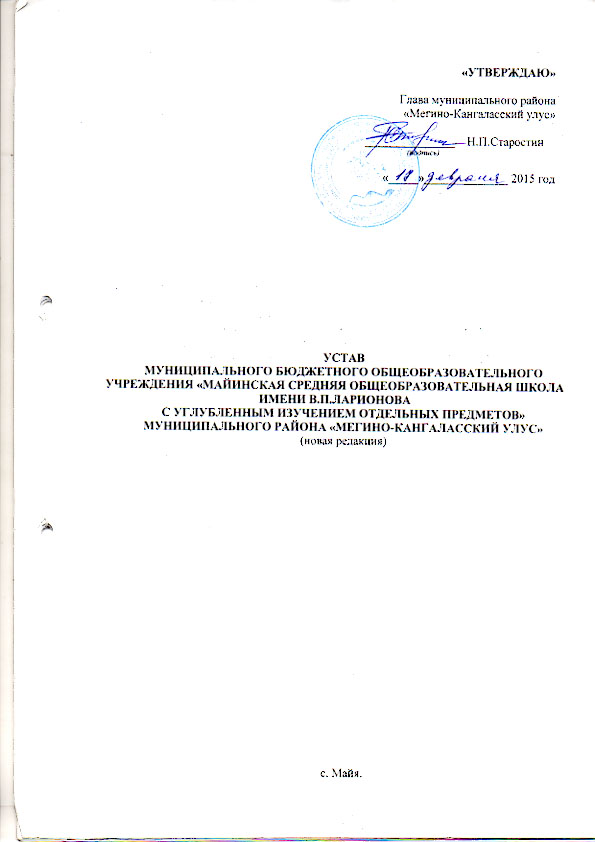 «УТВЕРЖДАЮ»
Глава муниципального района
«Мегино-Кангаласский улус»
Н.П.Старостин
(подпись)
« » февраля 2015 год
УСТАВ
МУНИЦИПАЛЬНОГО БЮДЖЕТНОГО ОБЩЕОБРАЗОВАТЕЛЬНОГО
УЧРЕЖДЕНИЯ «МАЙИНСКАЯ СРЕДНЯЯ ОБЩЕОБРАЗОВАТЕЛЬНАЯ ШКОЛА
ИМЕНИ В.П.ЛАРИОНОВА
С УГЛУБЛЕННЫМ ИЗУЧЕНИЕМ ОТДЕЛЬНЫХ ПРЕДМЕТОВ»
МУНИЦИПАЛЬНОГО РАЙОНА «МЕГИНО-КАНГАЛАССКИЙ УЛУС»
(новая редакция)
с. Майя.